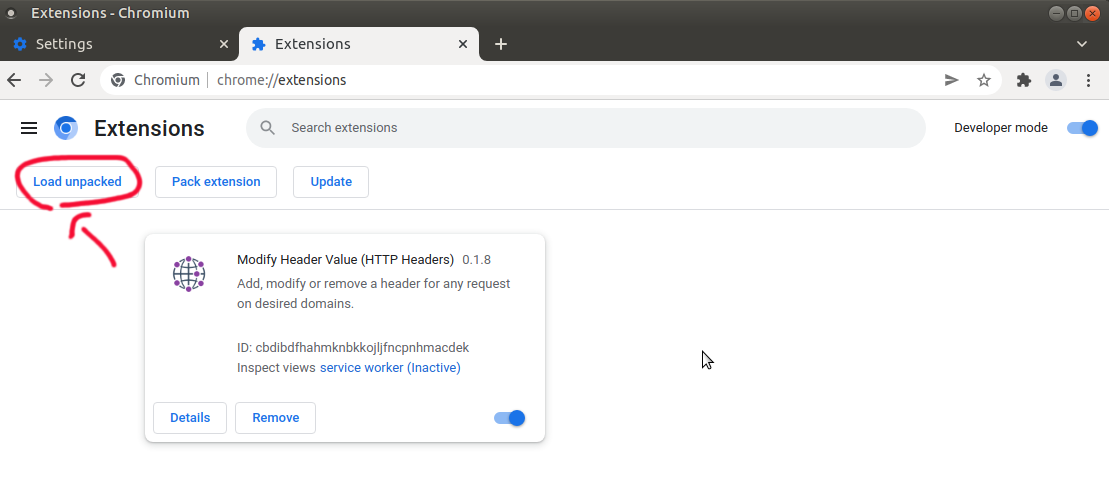 Extensions - Chromium
Settings
Extensions
Chromium chrome://extensions
Extensions
Search extensions
Developer mode
Load unpacked
Pack extension
Update
Modify Header Value (HTTP Headers) 0.1.8
Add, modify or remove a header for any request
on desired domains.
ID: cbdibdfhahmknbkkojljfncpnhmacdek
Inspect views service worker (Inactive)
Details
Remove